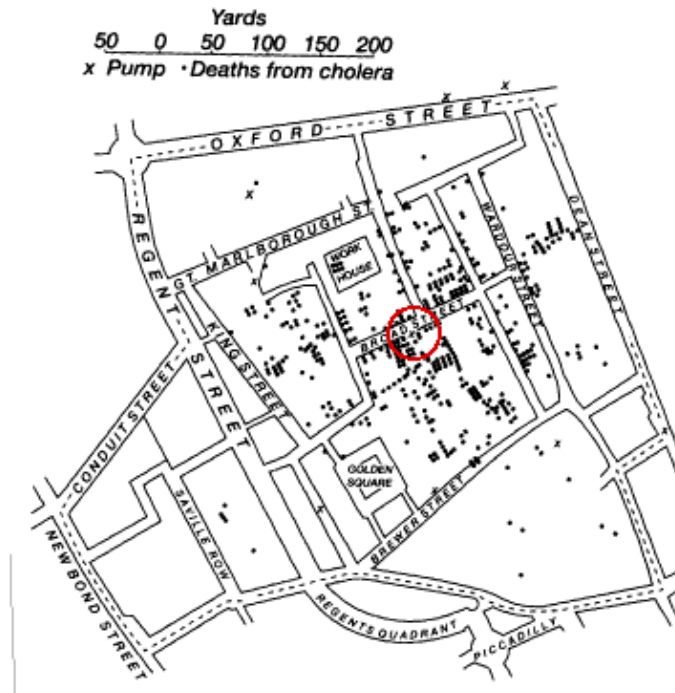 Yards
50 0 50 100 150 200
x Pump • Deaths from cholera
OXFORD STREET
REGENT STREET
GT. MARLBOROUGH ST.
WORK
HOUSE
WARDOUR STREET
DEAN STREET
BROAD STREET
KING STREET
CONDUIT STREET
GOLDEN
SQUARE
SAVILLE ROW
BREWER STREET
NEW BOND STREET
REGENTS QUADRANT
PICCADILLY